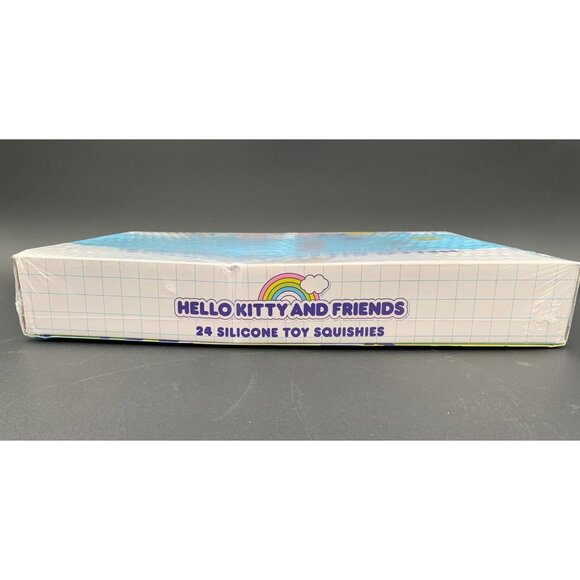 HELLO KITTY AND FRIENDS
24 SILICONE TOY SQUISHIES